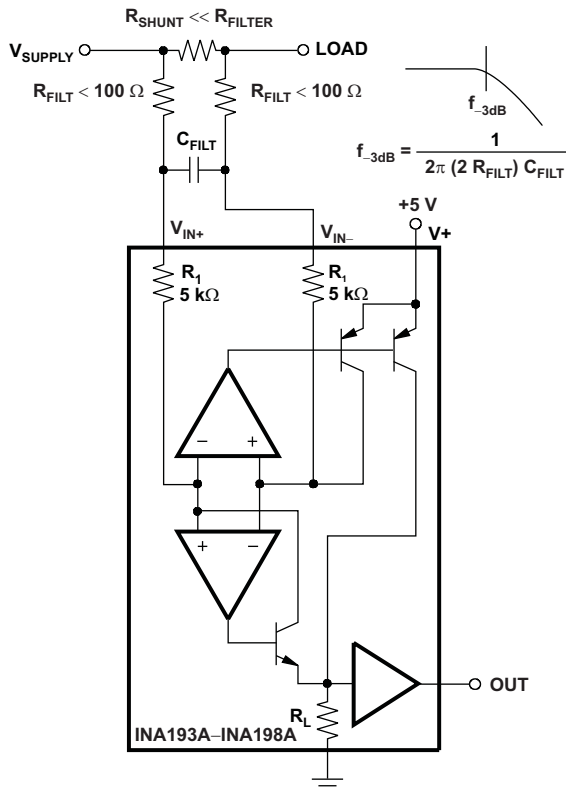 R_SHUNT << R_FILTER
V_SUPPLY
LOAD
R_FILT < 100 Ω
R_FILT < 100 Ω
f_–3dB
C_FILT
f_–3dB = 1 / 2π (2 R_FILT) C_FILT
+5 V
V_IN+
V_IN–
V+
R_1
5 kΩ
R_1
5 kΩ
–
+
+
–
OUT
R_L
INA193A–INA198A